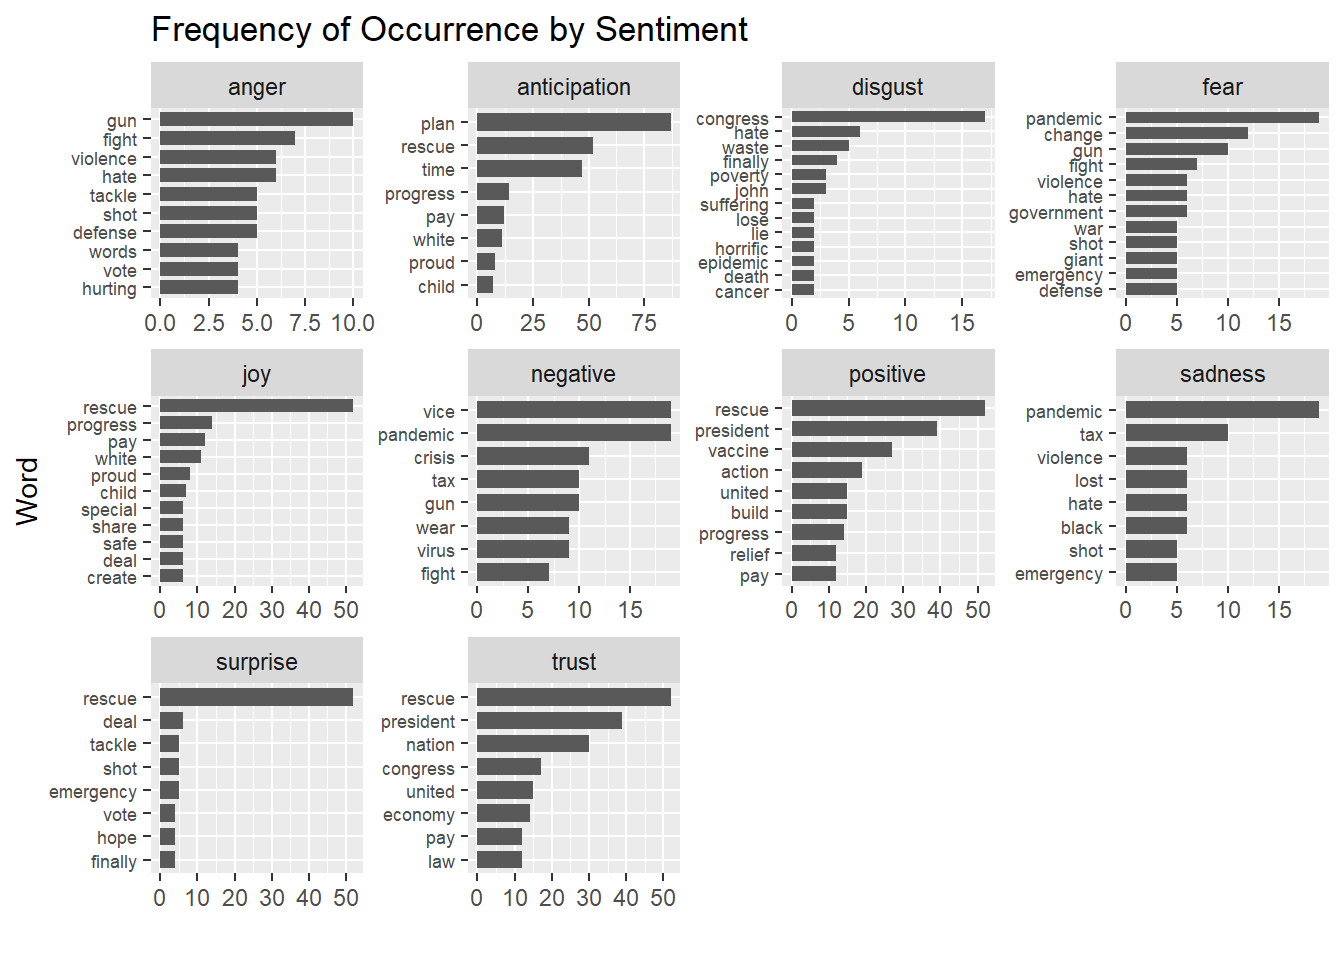 Frequency of Occurrence by Sentiment
Word
anger
gun
fight
violence
hate
tackle
shot
defense
words
vote
hurting
0.0 2.5 5.0 7.5 10.0
anticipation
plan
rescue
time
progress
pay
white
proud
child
0 25 50 75
disgust
congress
hate
waste
finally
poverty
john
suffering
lose
lie
horrific
epidemic
death
cancer
0 5 10 15
fear
pandemic
change
gun
fight
violence
hate
government
war
shot
giant
emergency
defense
0 5 10 15
joy
rescue
progress
pay
white
proud
child
special
share
safe
deal
create
0 10 20 30 40 50
negative
vice
pandemic
crisis
tax
gun
wear
virus
fight
0 5 10 15
positive
rescue
president
vaccine
action
united
build
progress
relief
pay
0 10 20 30 40 50
sadness
pandemic
tax
violence
lost
hate
black
shot
emergency
0 5 10 15
surprise
rescue
deal
tackle
shot
emergency
vote
hope
finally
0 10 20 30 40 50
trust
rescue
president
nation
congress
united
economy
pay
law
0 10 20 30 40 50